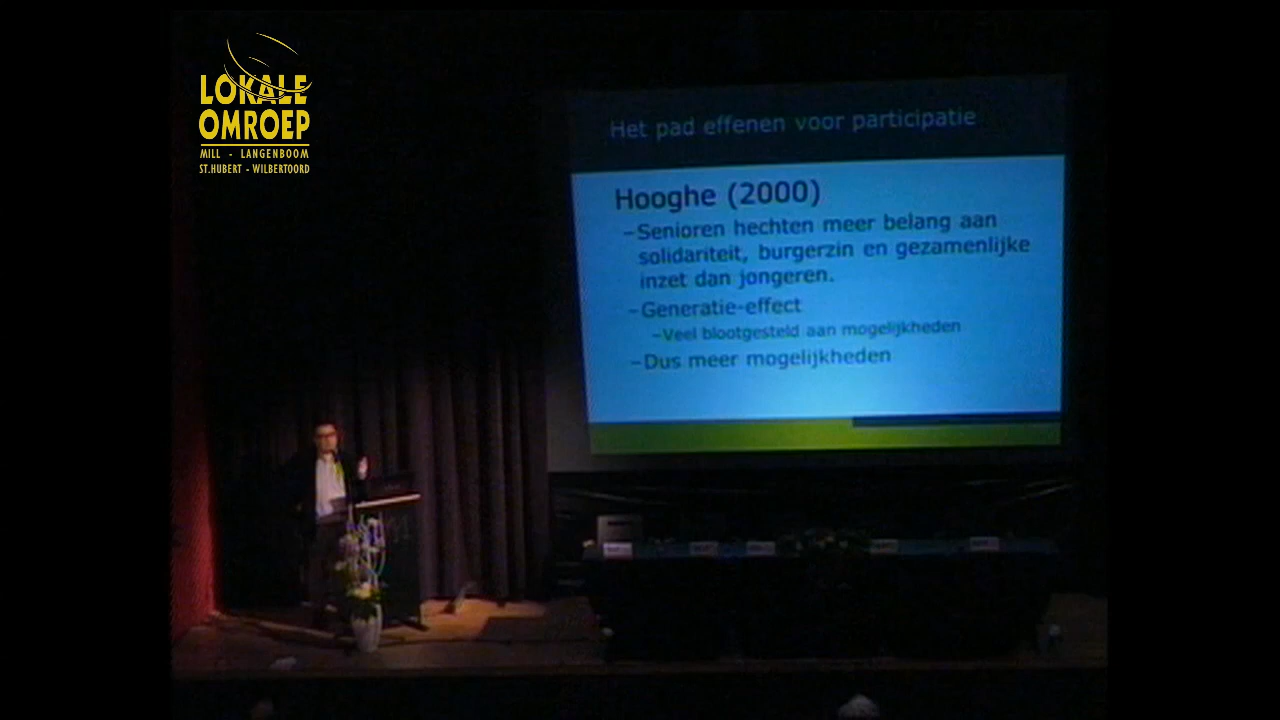 LOKALE
OMROEP
MILL - LANGENBOOM
ST.HUBERT - WILBERTOORD
Het pad effenen voor participatie
Hooghe (2000)
–Senioren hechten meer belang aan
solidariteit, burgerzin en gezamenlijke
inzet dan jongeren.
–Generatie-effect
–Veel blootgesteld aan mogelijkheden
–Dus meer mogelijkheden